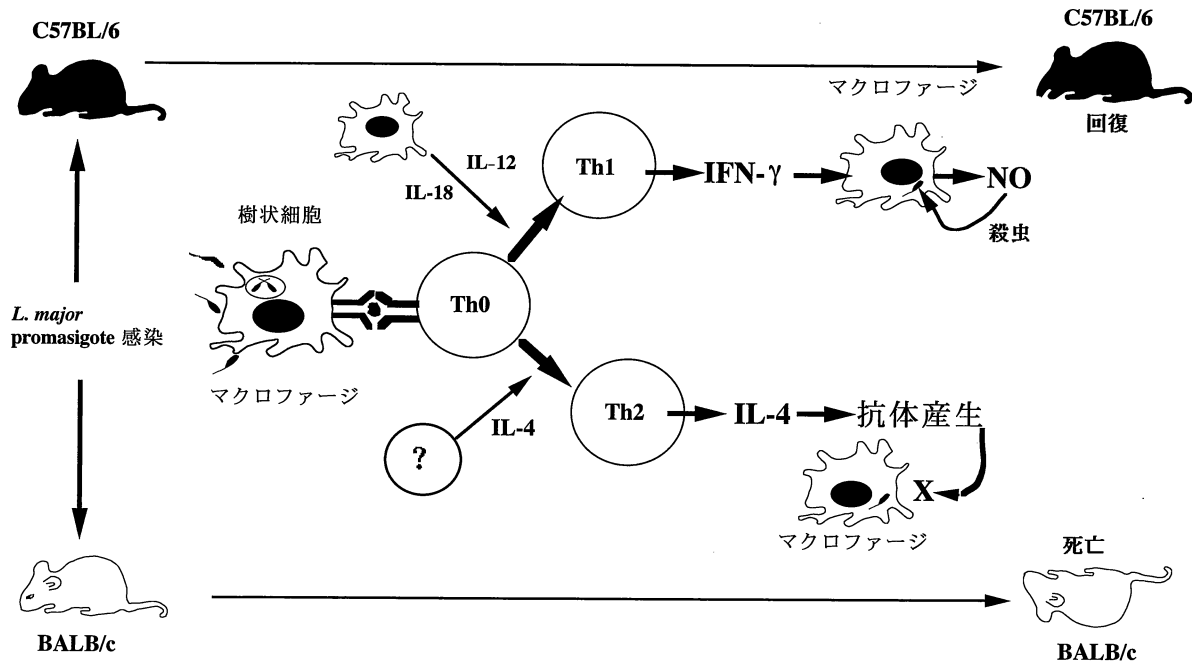 C57BL/6
C57BL/6
マクロファージ
回復
IL-12
IL-18
Th1
IFN-γ
NO
殺虫
樹状細胞
Th0
L. major
promasigote 感染
マクロファージ
?
IL-4
Th2
IL-4
抗体産生
X
マクロファージ
死亡
BALB/c
BALB/c